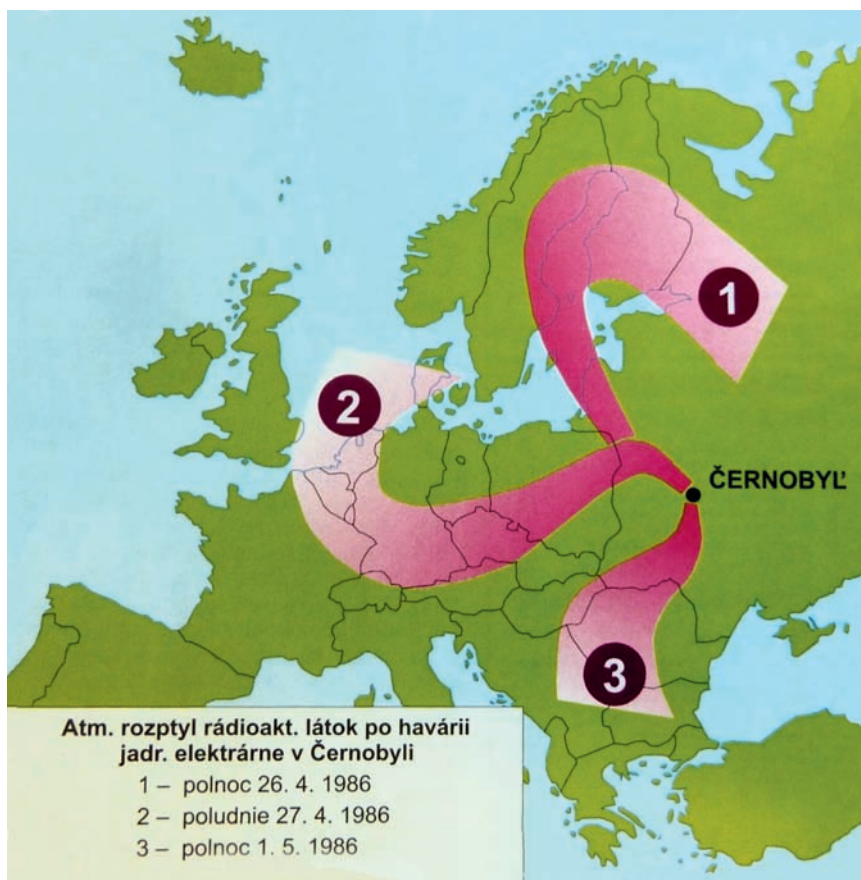 1
2
ČERNOBYĽ
3
Atm. rozptyl rádioakt. látok po havárii
jadr. elektrárne v Černobyli
1 – polnoc 26. 4. 1986
2 – poludnie 27. 4. 1986
3 – polnoc 1. 5. 1986